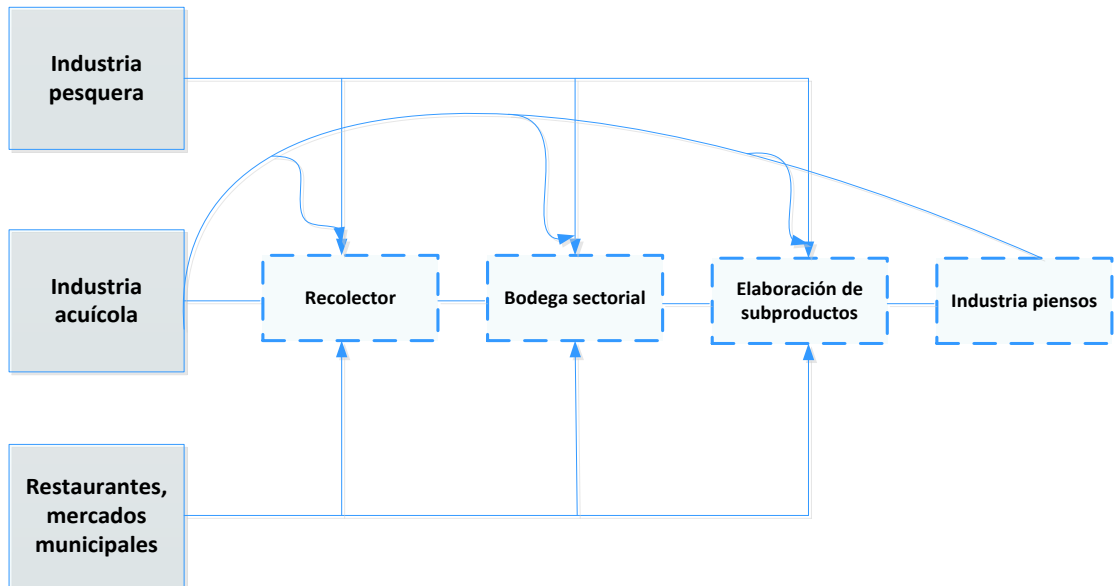 Industria
pesquera
Industria
acuícola
Recolector
Bodega sectorial
Elaboración de
subproductos
Industria piensos
Restaurantes,
mercados
municipales